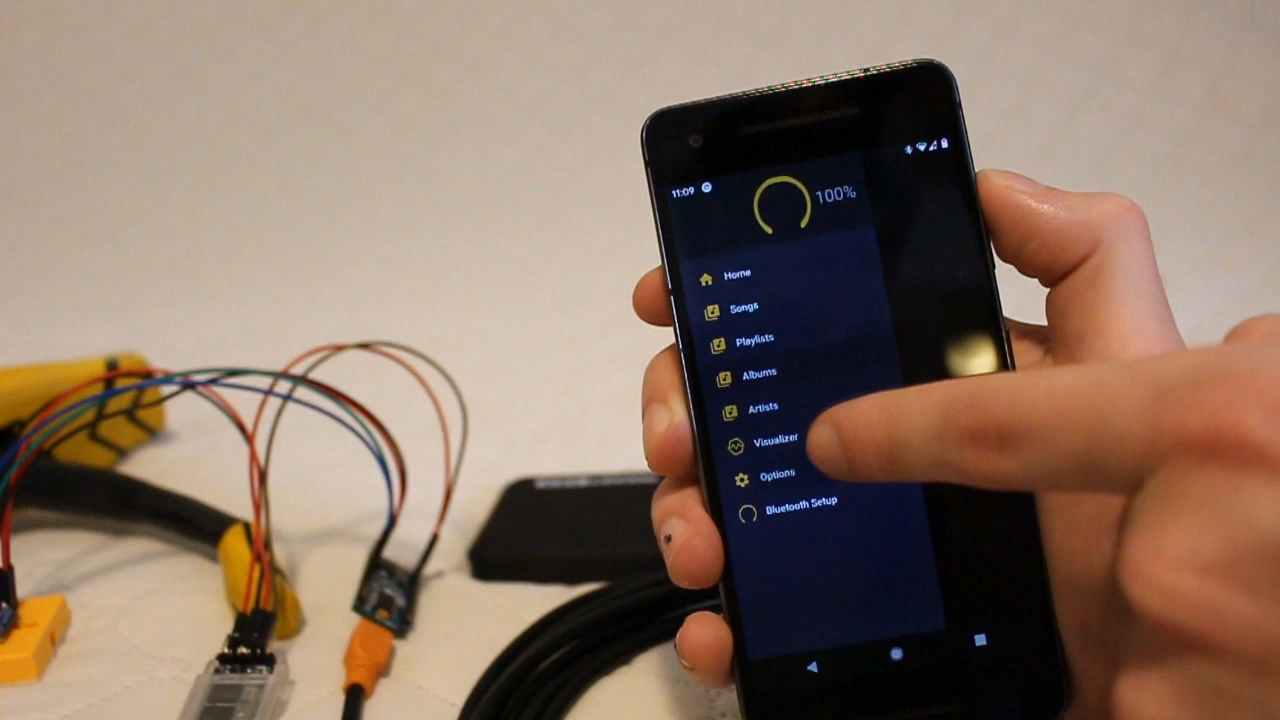 11:09
100%
Home
Songs
Playlists
Albums
Artists
Visualizer
Options
Bluetooth Setup